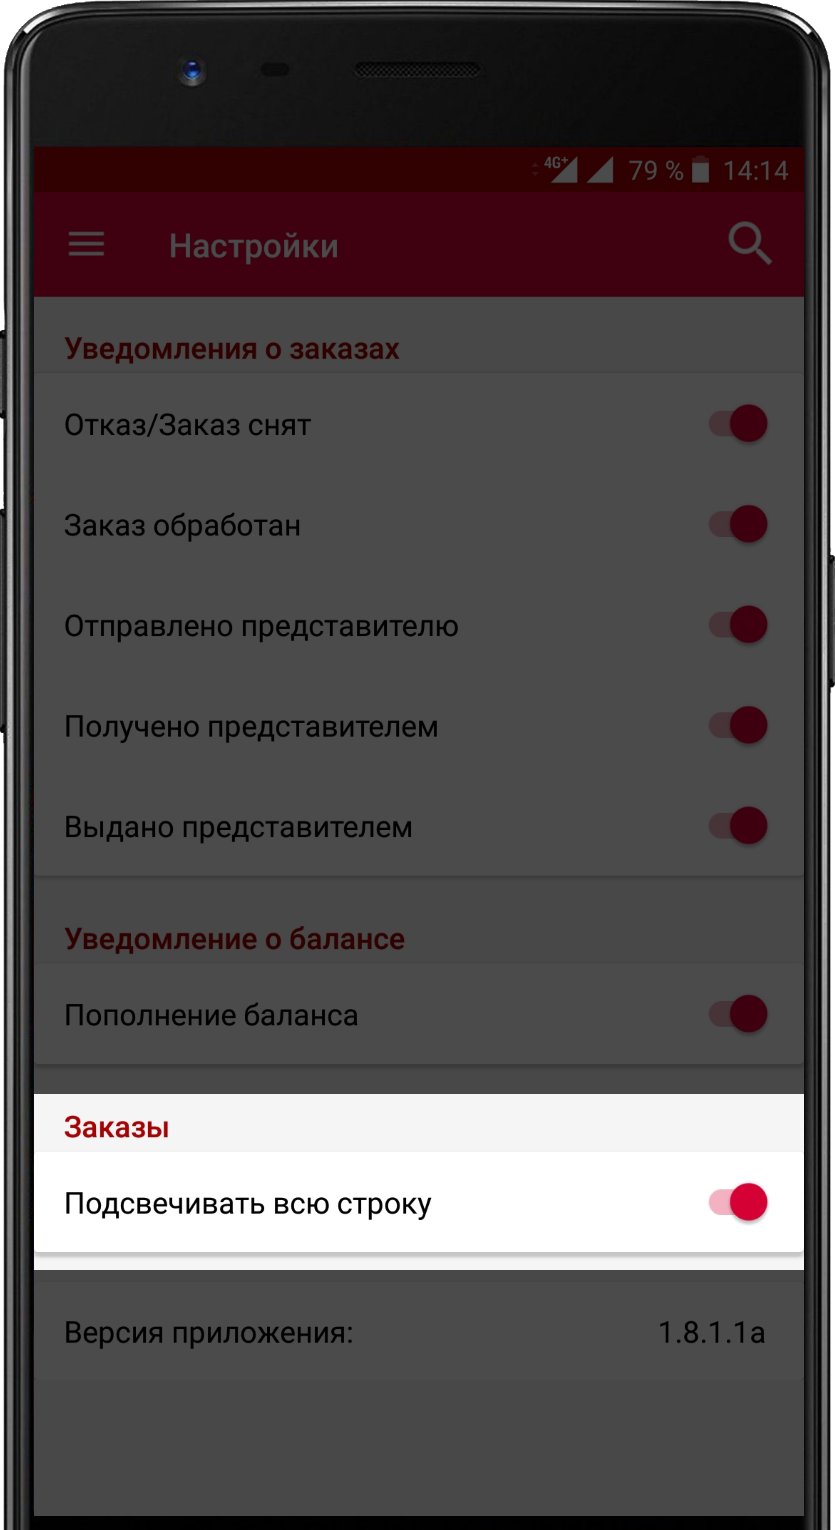 4G+ 79 % 14:14
Настройки
Уведомления о заказах
Отказ/Заказ снят
Заказ обработан
Отправлено представителю
Получено представителем
Выдано представителем
Уведомление о балансе
Пополнение баланса
Заказы
Подсвечивать всю строку
Версия приложения: 1.8.1.1a